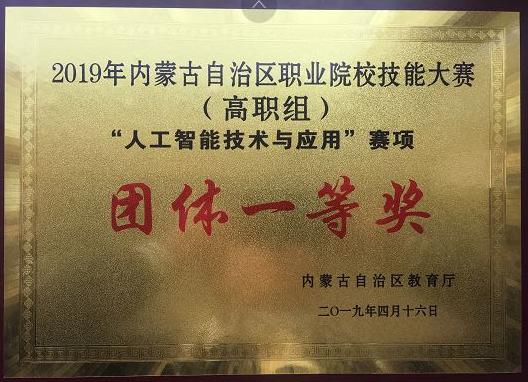 2019年内蒙古自治区职业院校技能大赛
（高职组）
“人工智能技术与应用”赛项
团体一等奖
内蒙古自治区教育厅
二〇一九年四月十六日